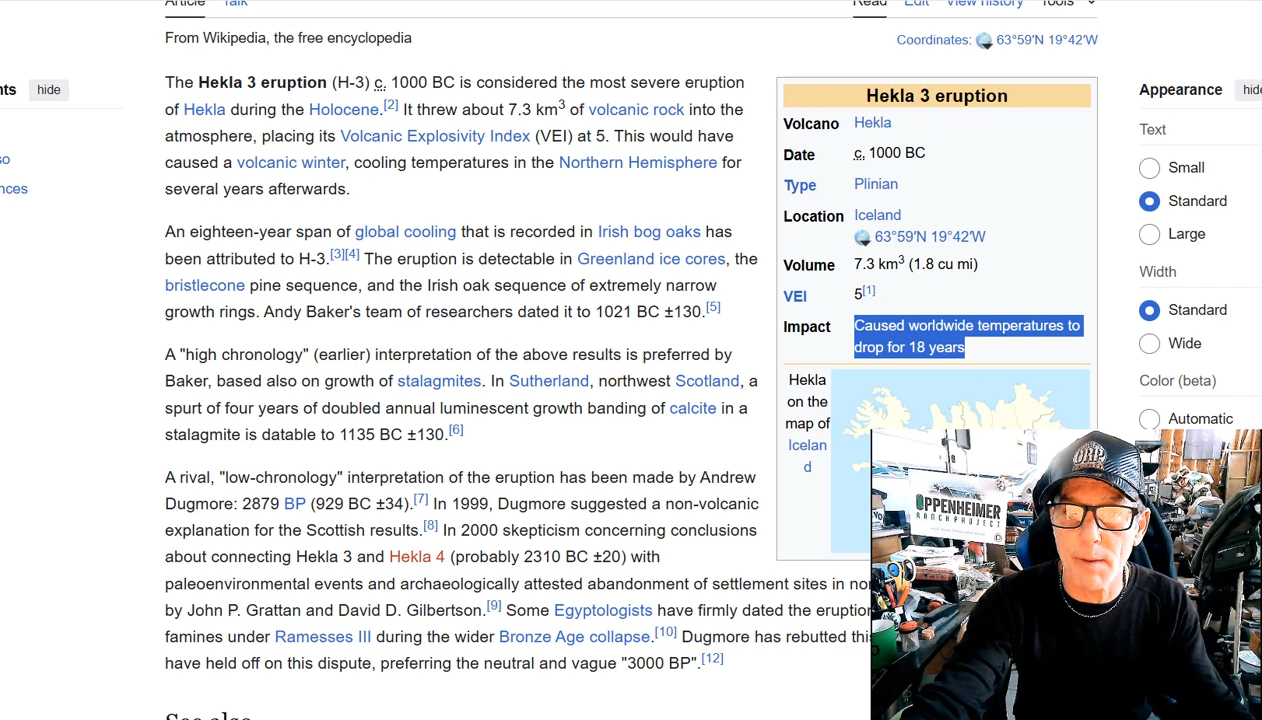 Article Talk
Read Edit View history Tools
From Wikipedia, the free encyclopedia
Coordinates: 63°59′N 19°42′W
nts hide
so
nces
The Hekla 3 eruption (H-3) c. 1000 BC is considered the most severe eruption
of Hekla during the Holocene.[2] It threw about 7.3 km3 of volcanic rock into the
atmosphere, placing its Volcanic Explosivity Index (VEI) at 5. This would have
caused a volcanic winter, cooling temperatures in the Northern Hemisphere for
several years afterwards.
An eighteen-year span of global cooling that is recorded in Irish bog oaks has
been attributed to H-3.[3][4] The eruption is detectable in Greenland ice cores, the
bristlecone pine sequence, and the Irish oak sequence of extremely narrow
growth rings. Andy Baker's team of researchers dated it to 1021 BC ±130.[5]
A "high chronology" (earlier) interpretation of the above results is preferred by
Baker, based also on growth of stalagmites. In Sutherland, northwest Scotland, a
spurt of four years of doubled annual luminescent growth banding of calcite in a
stalagmite is datable to 1135 BC ±130.[6]
A rival, "low-chronology" interpretation of the eruption has been made by Andrew
Dugmore: 2879 BP (929 BC ±34).[7] In 1999, Dugmore suggested a non-volcanic
explanation for the Scottish results.[8] In 2000 skepticism concerning conclusions
about connecting Hekla 3 and Hekla 4 (probably 2310 BC ±20) with
paleoenvironmental events and archaeologically attested abandonment of settlement sites in no
by John P. Grattan and David D. Gilbertson.[9] Some Egyptologists have firmly dated the eruption
famines under Ramesses III during the wider Bronze Age collapse.[10] Dugmore has rebutted this
have held off on this dispute, preferring the neutral and vague "3000 BP".[12]
See also
Hekla 3 eruption
Volcano Hekla
Date c. 1000 BC
Type Plinian
Location Iceland
63°59′N 19°42′W
Volume 7.3 km3 (1.8 cu mi)
VEI 5[1]
Impact Caused worldwide temperatures to
drop for 18 years
Hekla
on the
map of
Icelan
d
Appearance hide
Text
Small
Standard
Large
Width
Standard
Wide
Color (beta)
Automatic
OPPENHEIMER
RANCH PROJECT
ORP